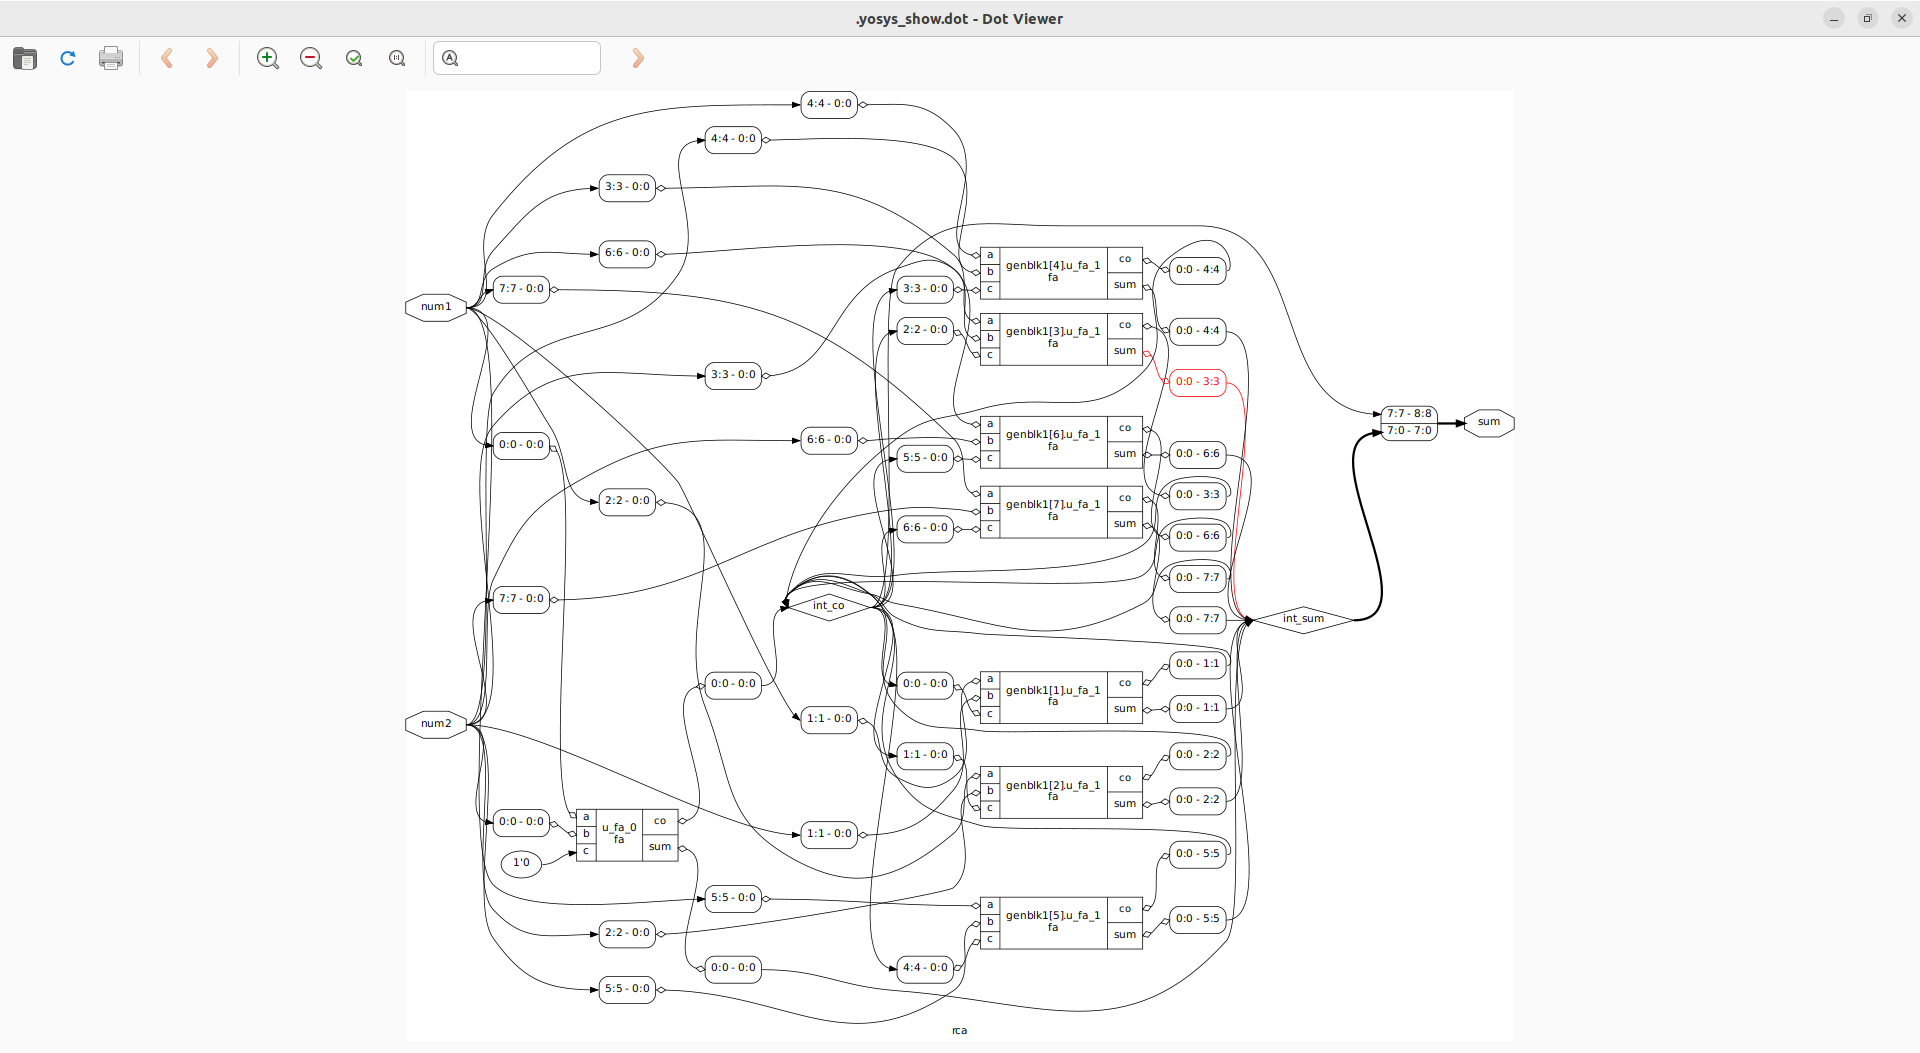 .yosys_show.dot - Dot Viewer
4:4 - 0:0
4:4 - 0:0
3:3 - 0:0
6:6 - 0:0
7:7 - 0:0
num1
3:3 - 0:0
0:0 - 0:0
6:6 - 0:0
2:2 - 0:0
7:7 - 0:0
num2
0:0 - 0:0
1:1 - 0:0
0:0 - 0:0
1'0
a
b
c
u_fa_0
fa
co
sum
1:1 - 0:0
5:5 - 0:0
2:2 - 0:0
0:0 - 0:0
5:5 - 0:0
int_co
3:3 - 0:0
2:2 - 0:0
5:5 - 0:0
6:6 - 0:0
0:0 - 0:0
1:1 - 0:0
4:4 - 0:0
a
b
c
genblk1[4].u_fa_1
fa
co
sum
a
b
c
genblk1[3].u_fa_1
fa
co
sum
a
b
c
genblk1[6].u_fa_1
fa
co
sum
a
b
c
genblk1[7].u_fa_1
fa
co
sum
a
b
c
genblk1[1].u_fa_1
fa
co
sum
a
b
c
genblk1[2].u_fa_1
fa
co
sum
a
b
c
genblk1[5].u_fa_1
fa
co
sum
0:0 - 4:4
0:0 - 4:4
0:0 - 3:3
0:0 - 6:6
0:0 - 3:3
0:0 - 6:6
0:0 - 7:7
0:0 - 7:7
0:0 - 1:1
0:0 - 1:1
0:0 - 2:2
0:0 - 2:2
0:0 - 5:5
0:0 - 5:5
int_sum
7:7 - 8:8
7:0 - 7:0
sum
rca